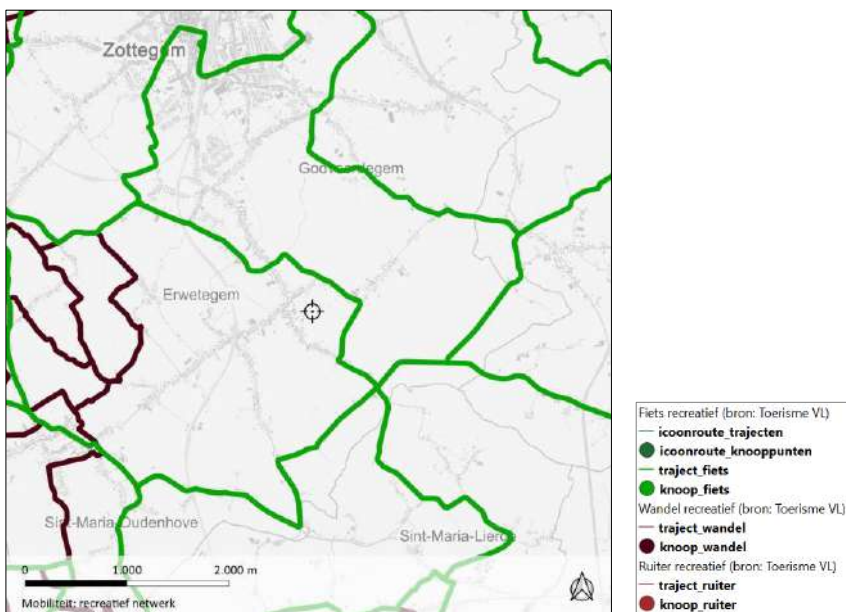 Zottegem
Godveerdegem
Erwetegem
Sint-Maria-Oudenhove
Sint-Maria-Lierde
0 1.000 2.000 m
Mobiliteit: recreatief netwerk
Fiets recreatief (bron: Toerisme VL)
icoonroute_trajecten
icoonroute_knooppunten
traject_fiets
knoop_fiets
Wandel recreatief (bron: Toerisme VL)
traject_wandel
knoop_wandel
Ruiter recreatief (bron: Toerisme VL)
traject_ruiter
knoop_ruiter